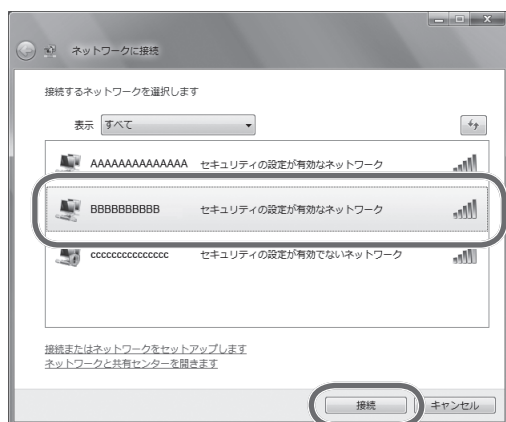 ネットワークに接続
接続するネットワークを選択します
表示 すべて
AAAAAAAAAAAAAA セキュリティの設定が有効なネットワーク
BBBBBBBBBB セキュリティの設定が有効なネットワーク
cccccccccccccc セキュリティの設定が有効でないネットワーク
接続またはネットワークをセットアップします
ネットワークと共有センターを開きます
接続 キャンセル